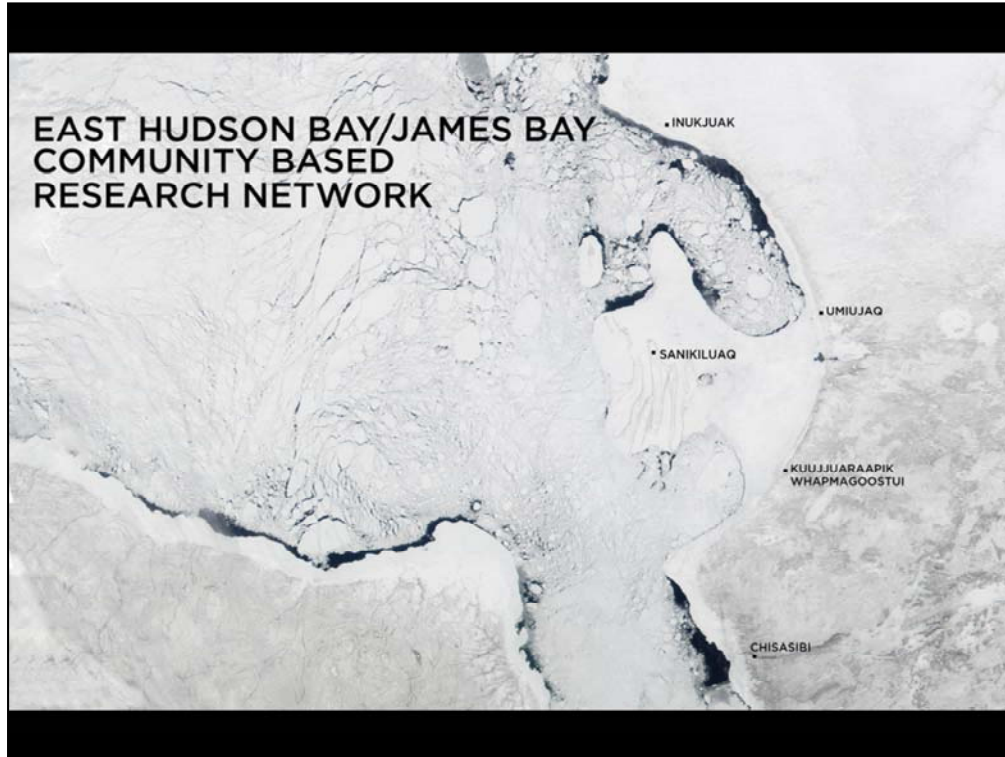 EAST HUDSON BAY/JAMES BAY
COMMUNITY BASED
RESEARCH NETWORK
INUKJUAK
UMIUJAQ
SANIKILUAQ
KUUJJUARAAPIK
WHAPMAGOOSTUI
CHISASIBI